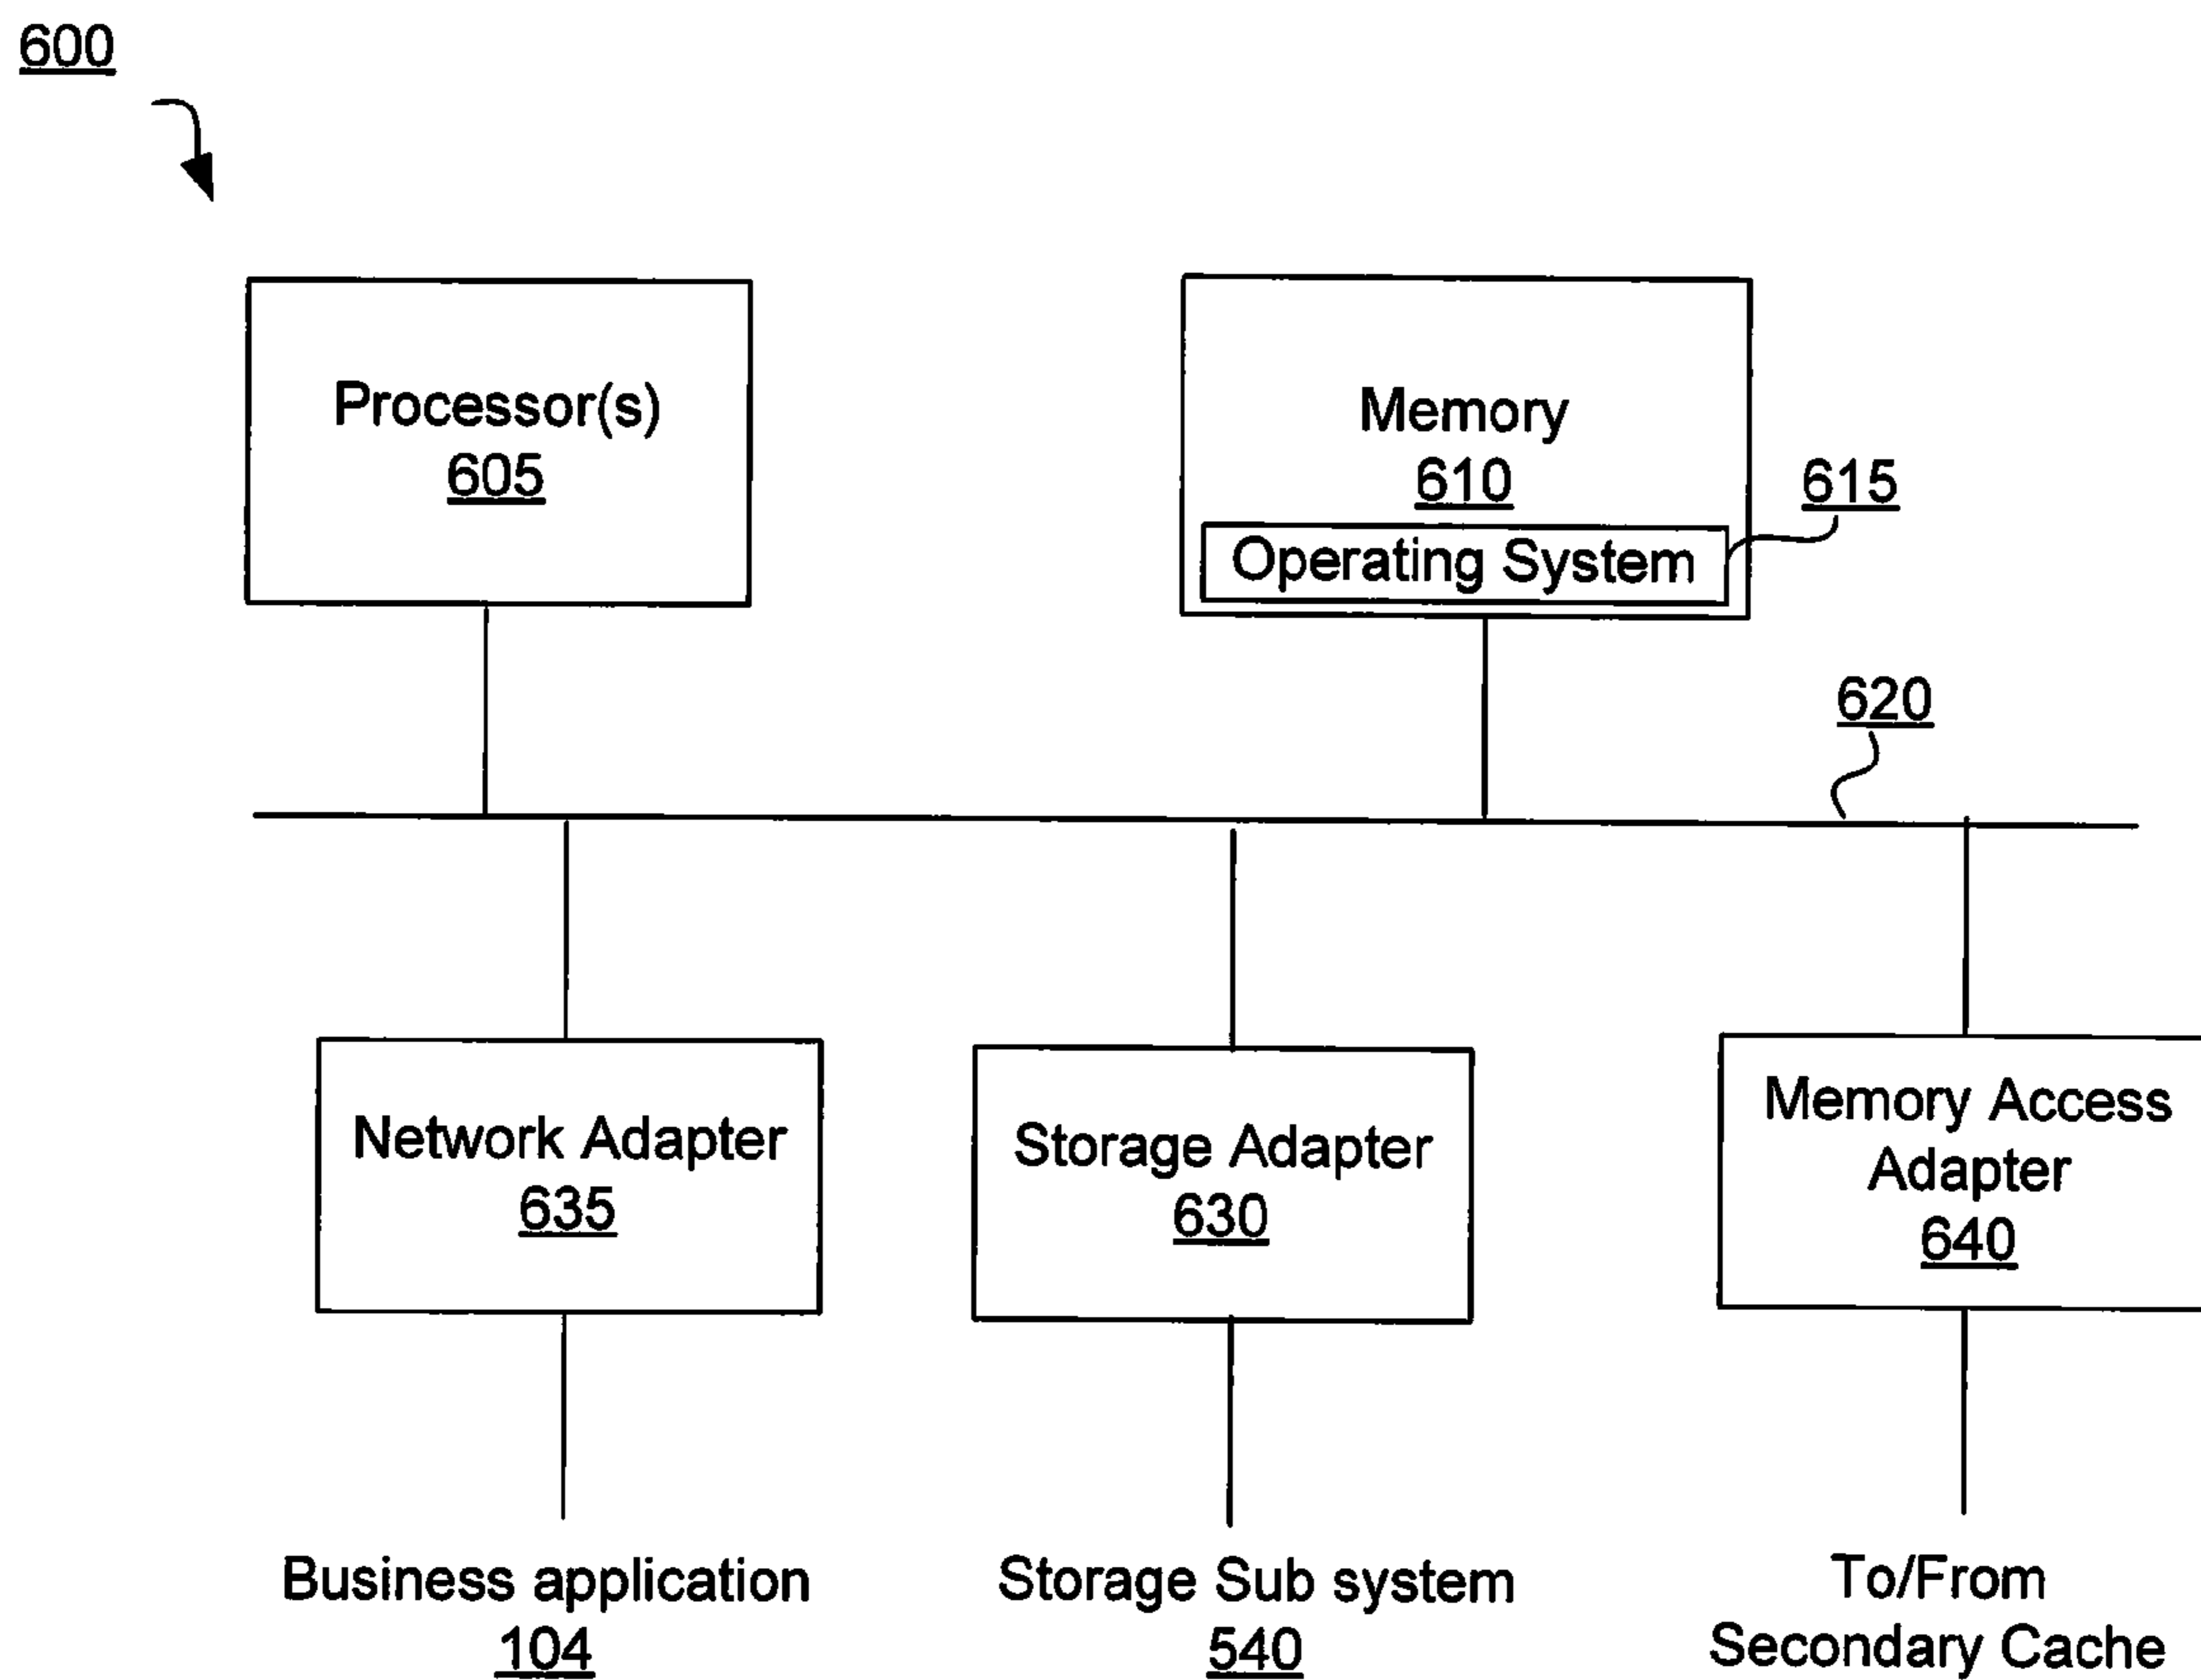 600
Processor(s)
605
Memory
610
615
Operating System
620
Network Adapter
635
Storage Adapter
630
Memory Access
Adapter
640
Business application
104
Storage Sub system
540
To/From
Secondary Cache